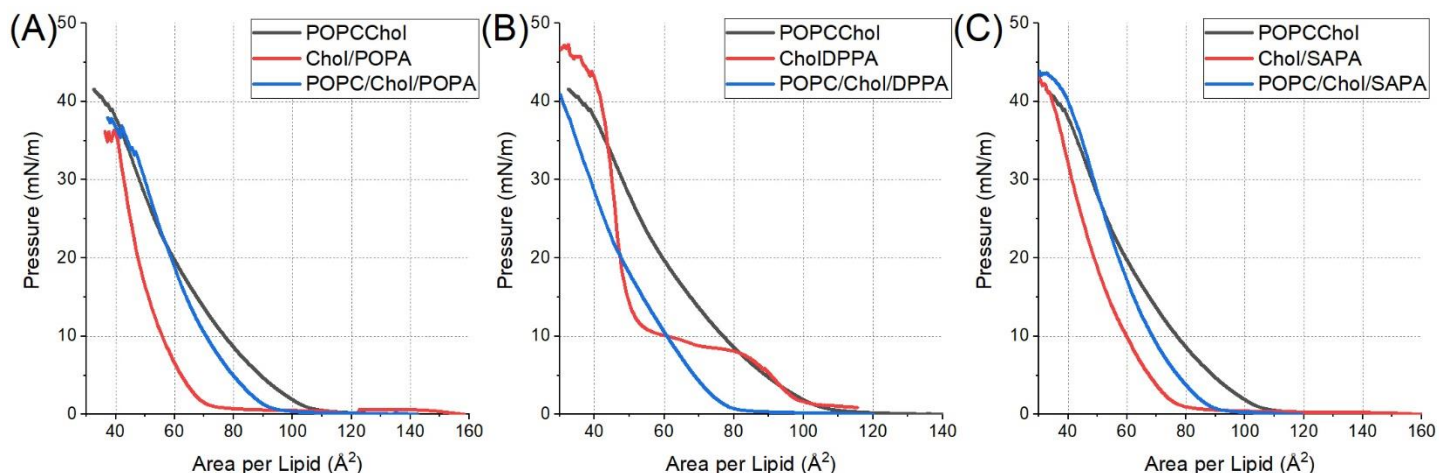 (A)
50
40
30
20
10
0
Pressure (mN/m)
40 60 80 100 120 140 160
Area per Lipid (Å²)
POPCChol
Chol/POPA
POPC/Chol/POPA
(B)
50
40
30
20
10
0
Pressure (mN/m)
40 60 80 100 120 140
Area per Lipid (Å²)
POPCChol
CholDPPA
POPC/Chol/DPPA
(C)
50
40
30
20
10
0
Pressure (mN/m)
40 60 80 100 120 140 160
Area per Lipid (Å²)
POPCChol
Chol/SAPA
POPC/Chol/SAPA